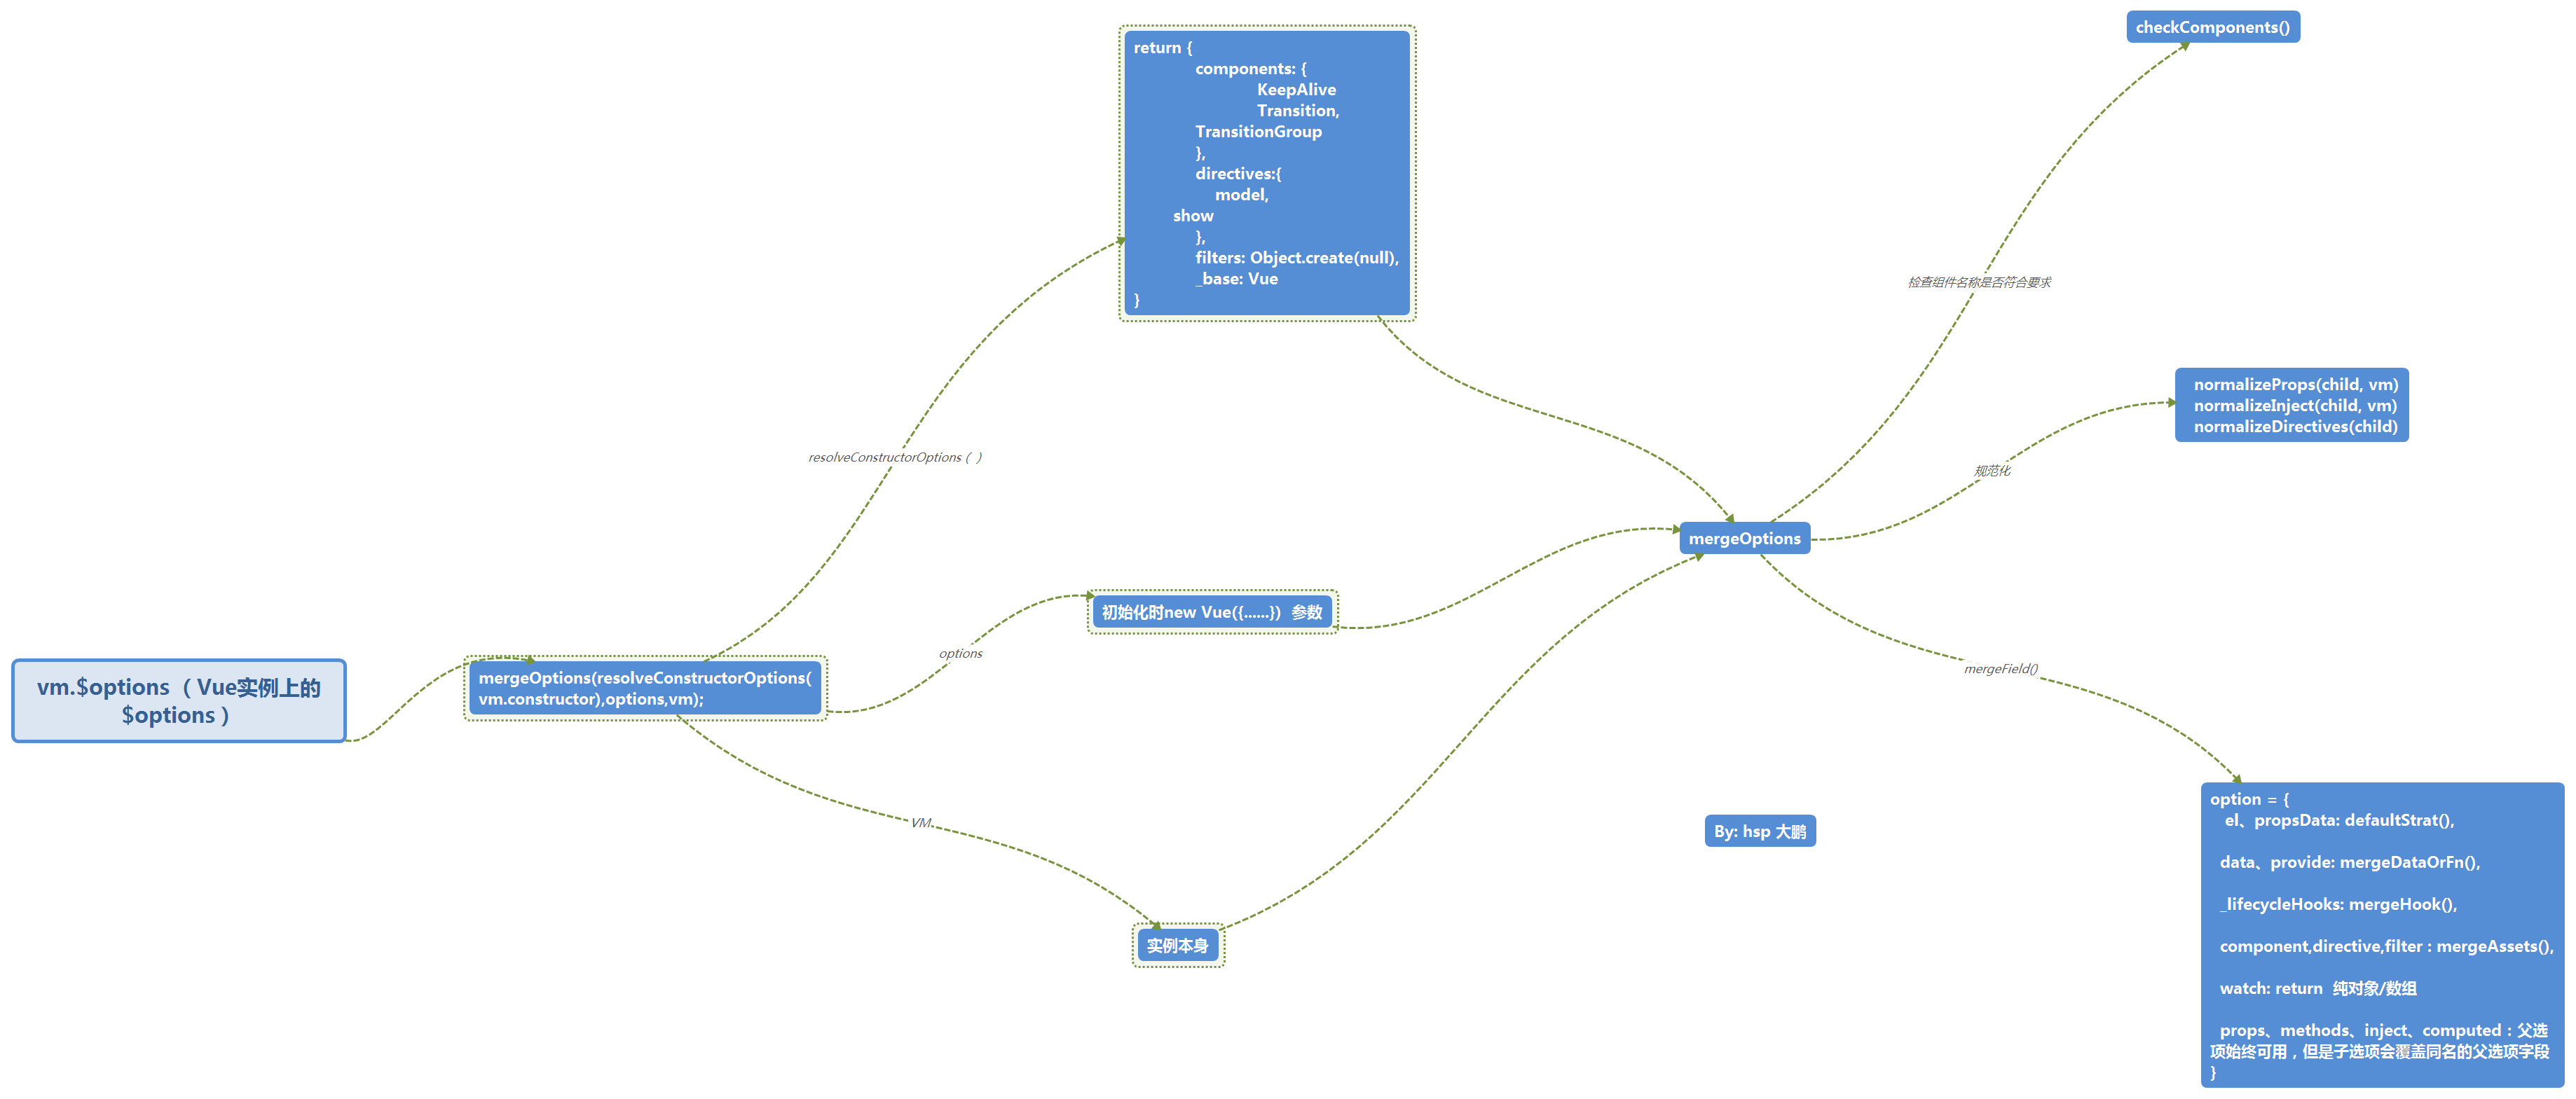 vm.$options（Vue实例上的
$options）
mergeOptions(resolveConstructorOptions(
vm.constructor),options,vm);
resolveConstructorOptions（ ）
return {
components: {
KeepAlive
Transition,
TransitionGroup
},
directives:{
model,
show
},
filters: Object.create(null),
_base: Vue
}
options
初始化时new Vue({......})  参数
VM
实例本身
mergeOptions
检查组件名称是否符合要求
checkComponents()
规范化
normalizeProps(child, vm)
normalizeInject(child, vm)
normalizeDirectives(child)
mergeField()
option = {
el、propsData: defaultStrat(),
data、provide: mergeDataOrFn(),
_lifecycleHooks: mergeHook(),
component,directive,filter : mergeAssets(),
watch: return  纯对象/数组
props、methods、inject、computed：父选
项始终可用，但是子选项会覆盖同名的父选项字段
}
By: hsp 大鹏